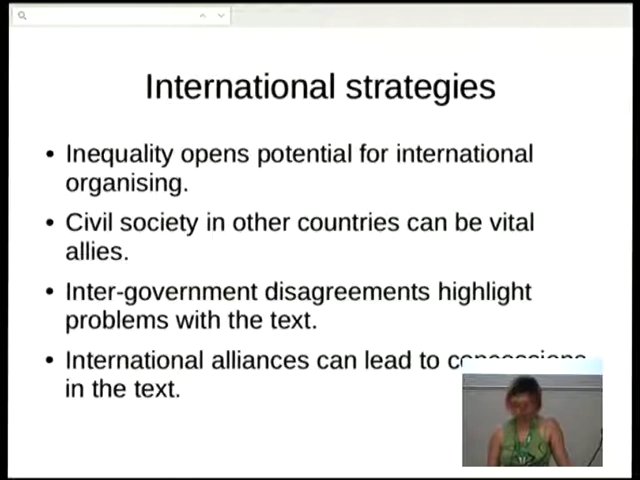 International strategies
• Inequality opens potential for international
organising.
• Civil society in other countries can be vital
allies.
• Inter-government disagreements highlight
problems with the text.
• International alliances can lead to concessions
in the text.